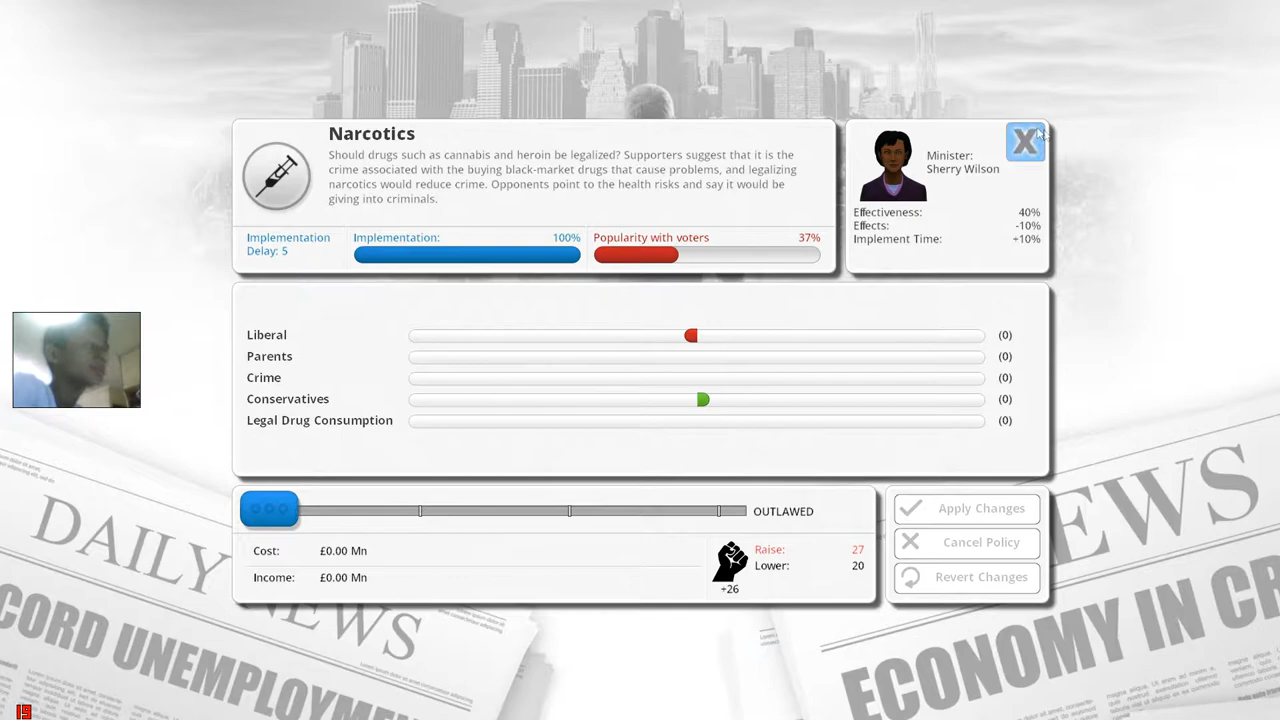 Narcotics
Should drugs such as cannabis and heroin be legalized? Supporters suggest that it is the
crime associated with the buying black-market drugs that cause problems, and legalizing
narcotics would reduce crime. Opponents point to the health risks and say it would be
giving into criminals.
Implementation
Delay: 5
Implementation: 100%
Popularity with voters 37%
X
Minister:
Sherry Wilson
Effectiveness: 40%
Effects: -10%
Implement Time: +10%
Liberal (0)
Parents (0)
Crime (0)
Conservatives (0)
Legal Drug Consumption (0)
OUTLAWED
Cost: £0.00 Mn
Income: £0.00 Mn
Raise: 27
Lower: 20
+26
Apply Changes
Cancel Policy
Revert Changes
DAILY NEWS
CORD UNEMPLOYM
NEWS
ECONOMY IN CR
19